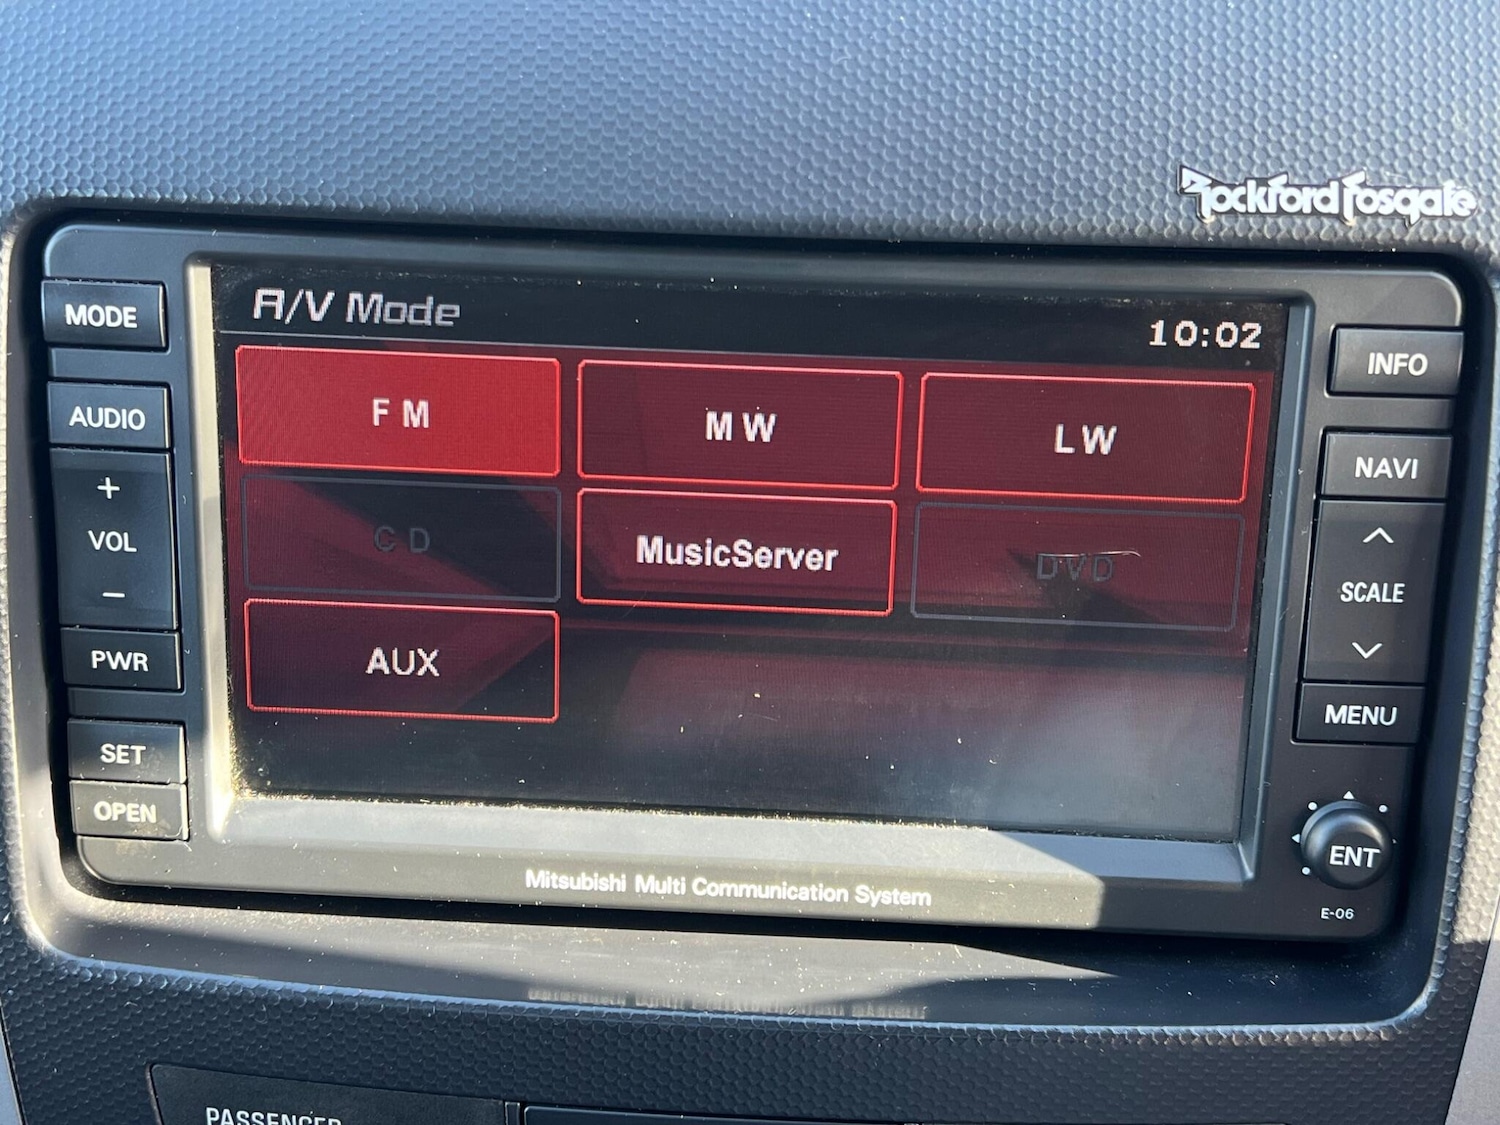 Rockford Fosgate
MODE
A/V Mode
10:02
INFO
AUDIO
FM
MW
LW
NAVI
+
VOL
−
CD
MusicServer
DVD
SCALE
PWR
AUX
MENU
SET
OPEN
ENT
Mitsubishi Multi Communication System
E-06
PASSENGER